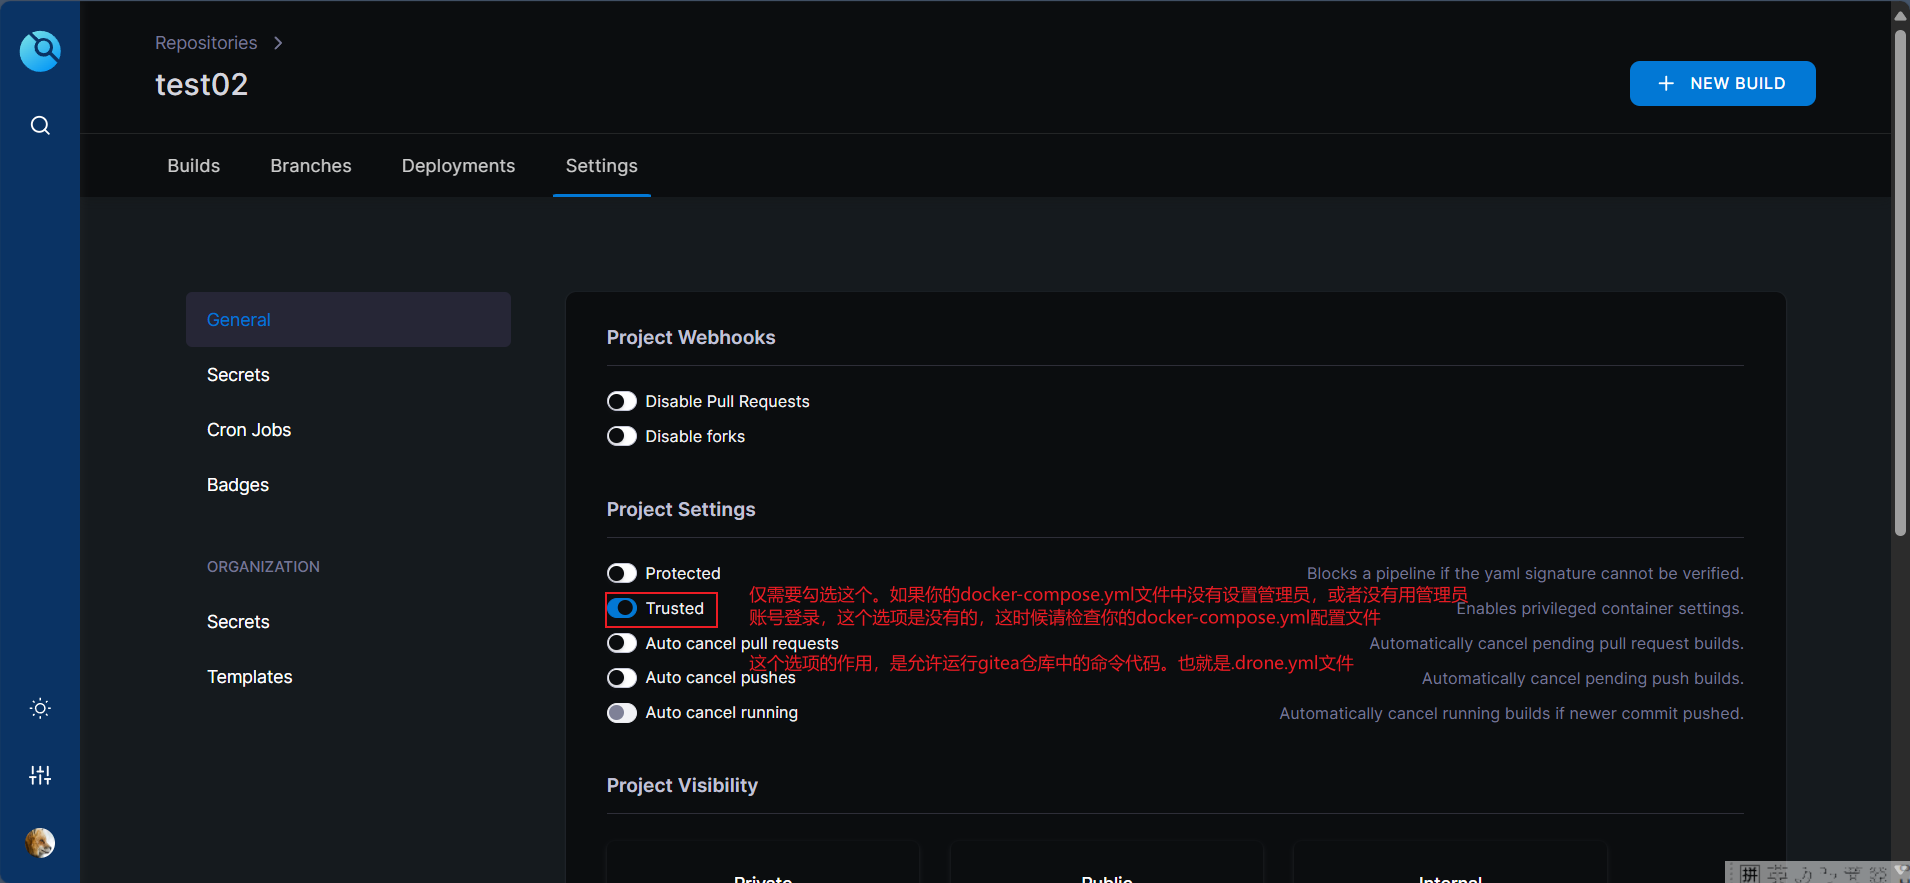 Repositories
test02
NEW BUILD
Builds
Branches
Deployments
Settings
General
Secrets
Cron Jobs
Badges
ORGANIZATION
Secrets
Templates
Project Webhooks
Disable Pull Requests
Disable forks
Project Settings
Protected
Blocks a pipeline if the yaml signature cannot be verified.
仅需要勾选这个。如果你的docker-compose.yml文件中没有设置管理员，或者没有用管理员
Trusted
Enables privileged container settings.
账号登录，这个选项是没有的，这时候请检查你的docker-compose.yml配置文件
Auto cancel pull requests
Automatically cancel pending pull request builds.
这个选项的作用，是允许运行gitea仓库中的命令代码。也就是.drone.yml文件
Auto cancel pushes
Automatically cancel pending push builds.
Auto cancel running
Automatically cancel running builds if newer commit pushed.
Project Visibility
Private
Public
Internal
拼